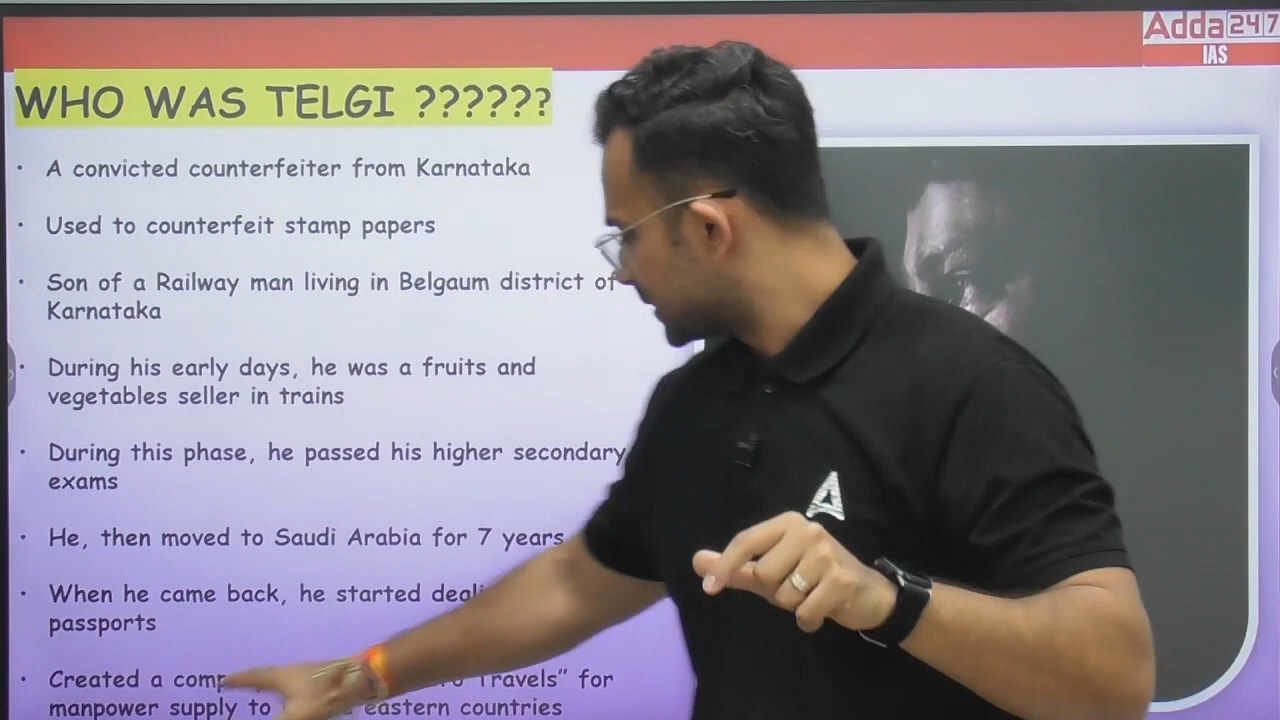 Adda247
IAS
WHO WAS TELGI ??????
• A convicted counterfeiter from Karnataka
• Used to counterfeit stamp papers
• Son of a Railway man living in Belgaum district of
Karnataka
• During his early days, he was a fruits and
vegetables seller in trains
• During this phase, he passed his higher secondary
exams
• He, then moved to Saudi Arabia for 7 years
• When he came back, he started
passports
• Created a Travels” for
manpower supply to eastern countries